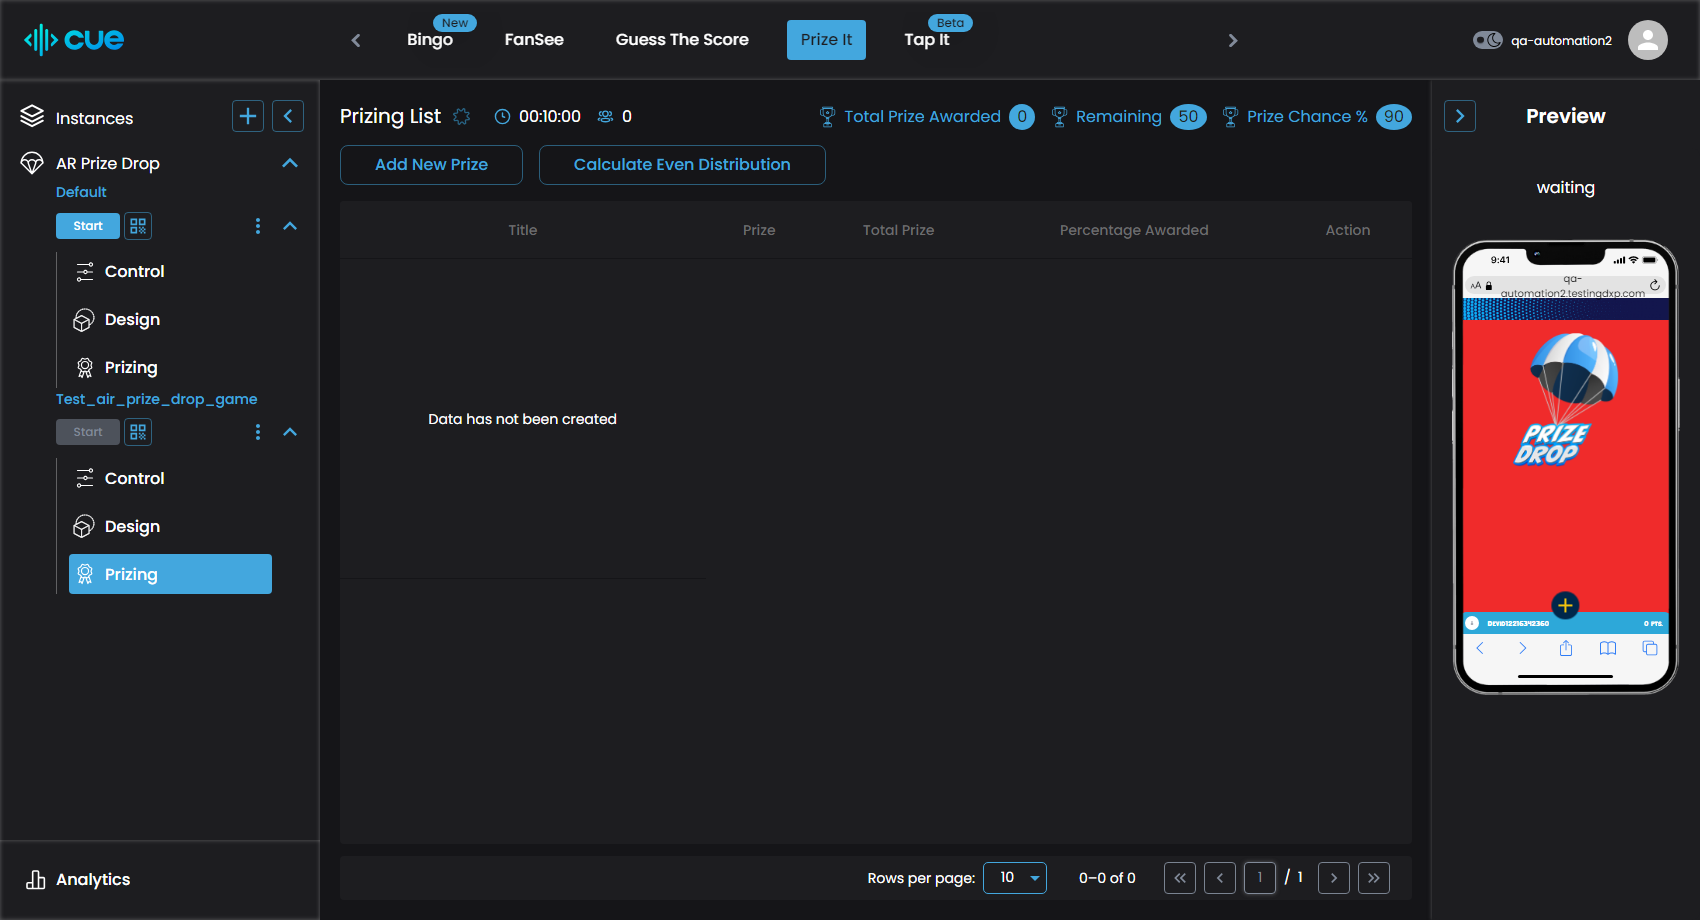 cue
New
Bingo
FanSee
Guess The Score
Prize It
Beta
Tap It
qa-automation2
Instances
AR Prize Drop
Default
Start
Control
Design
Prizing
Test_air_prize_drop_game
Start
Control
Design
Prizing
Analytics
Prizing List
00:10:00
0
Total Prize Awarded 0
Remaining 50
Prize Chance % 90
Add New Prize
Calculate Even Distribution
Title
Prize
Total Prize
Percentage Awarded
Action
Data has not been created
Rows per page: 10
0–0 of 0
1 / 1
Preview
waiting
9:41
AA
qa-
automation2.testingdxp.com
PRIZE
DROP
0 PTS.